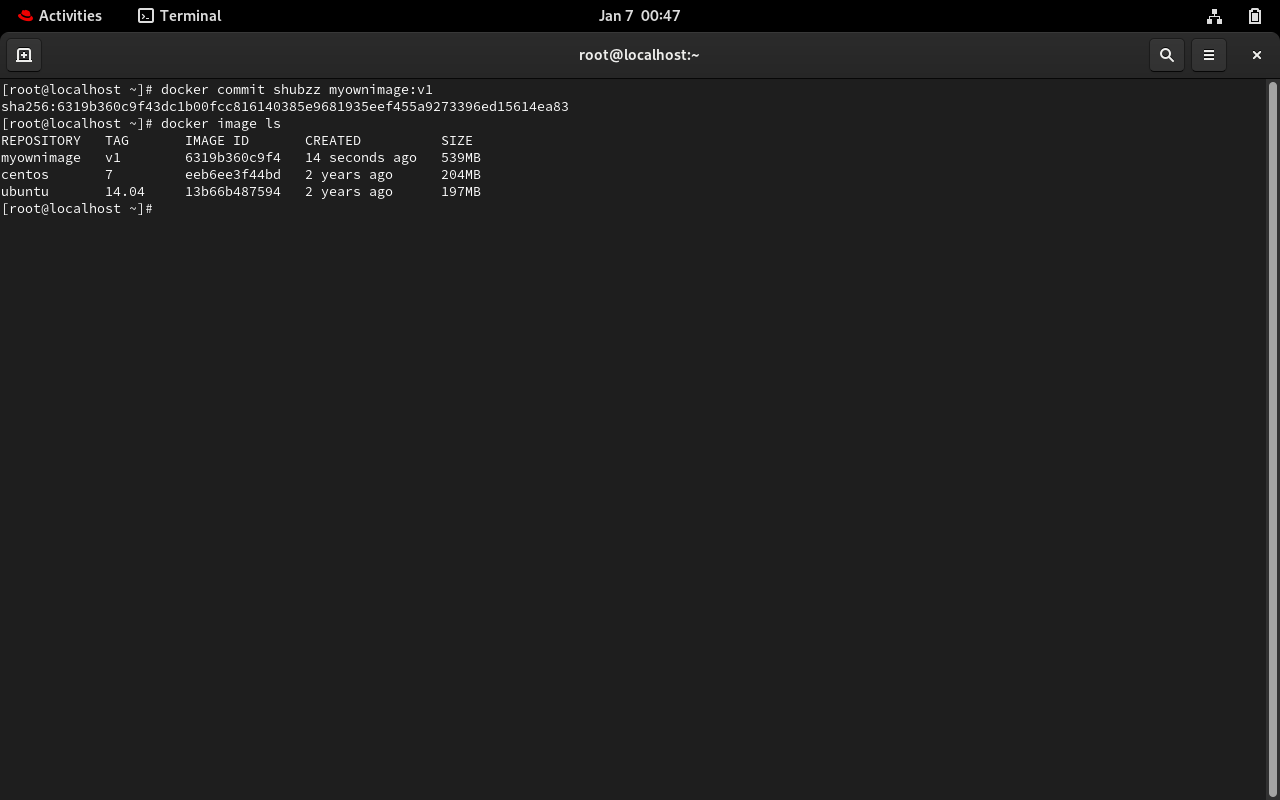 Activities Terminal Jan 7 00:47
root@localhost:~
[root@localhost ~]# docker commit shubzz myownimage:v1
sha256:6319b360c9f43dc1b00fcc816140385e9681935eef455a9273396ed15614ea83
[root@localhost ~]# docker image ls
REPOSITORY   TAG       IMAGE ID       CREATED          SIZE
myownimage   v1        6319b360c9f4   14 seconds ago   539MB
centos       7         eeb6ee3f44bd   2 years ago      204MB
ubuntu       14.04     13b66b487594   2 years ago      197MB
[root@localhost ~]#